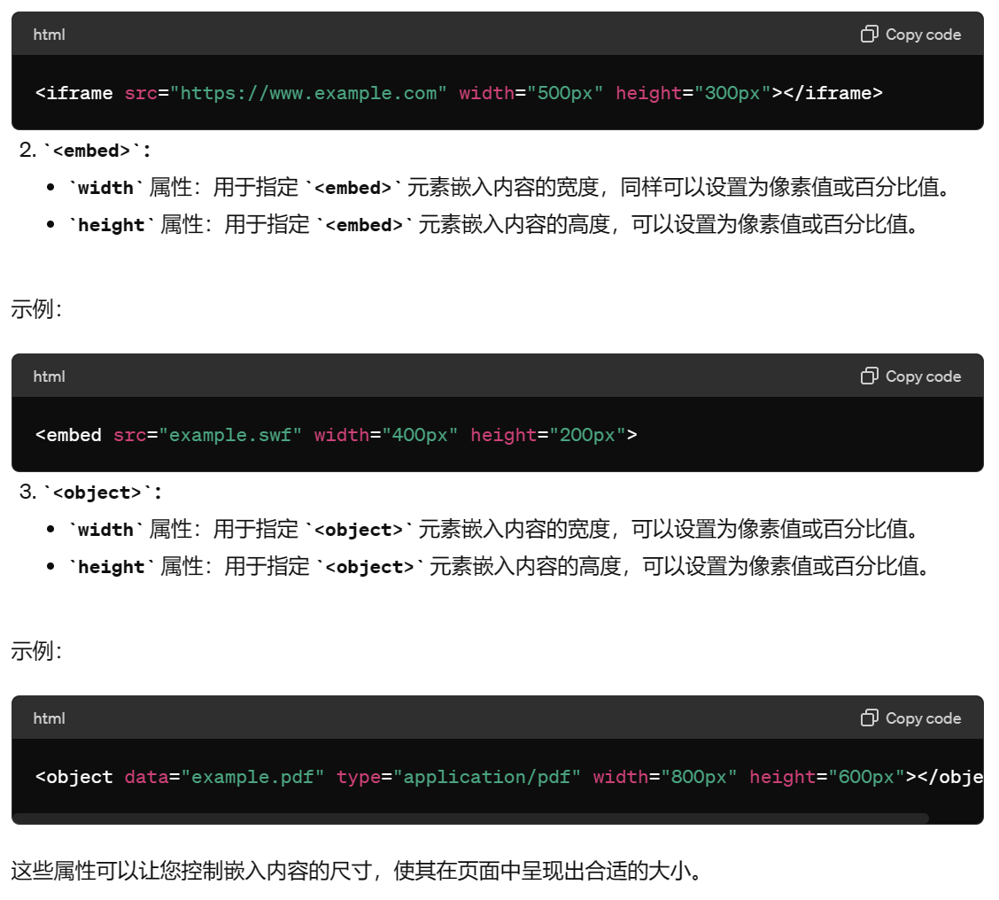 html Copy code
<iframe src="https://www.example.com" width="500px" height="300px"></iframe>
2. `<embed>`:
• `width` 属性：用于指定 `<embed>` 元素嵌入内容的宽度，同样可以设置为像素值或百分比值。
• `height` 属性：用于指定 `<embed>` 元素嵌入内容的高度，可以设置为像素值或百分比值。
示例：
html Copy code
<embed src="example.swf" width="400px" height="200px">
3. `<object>`:
• `width` 属性：用于指定 `<object>` 元素嵌入内容的宽度，可以设置为像素值或百分比值。
• `height` 属性：用于指定 `<object>` 元素嵌入内容的高度，可以设置为像素值或百分比值。
示例：
html Copy code
<object data="example.pdf" type="application/pdf" width="800px" height="600px"></obje
这些属性可以让您控制嵌入内容的尺寸，使其在页面中呈现出合适的大小。